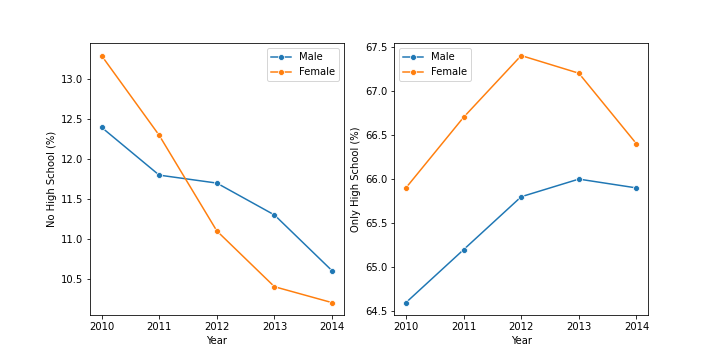 No High School (%)
13.0
12.5
12.0
11.5
11.0
10.5
2010 2011 2012 2013 2014
Year
Male
Female
Only High School (%)
67.5
67.0
66.5
66.0
65.5
65.0
64.5
2010 2011 2012 2013 2014
Year
Male
Female